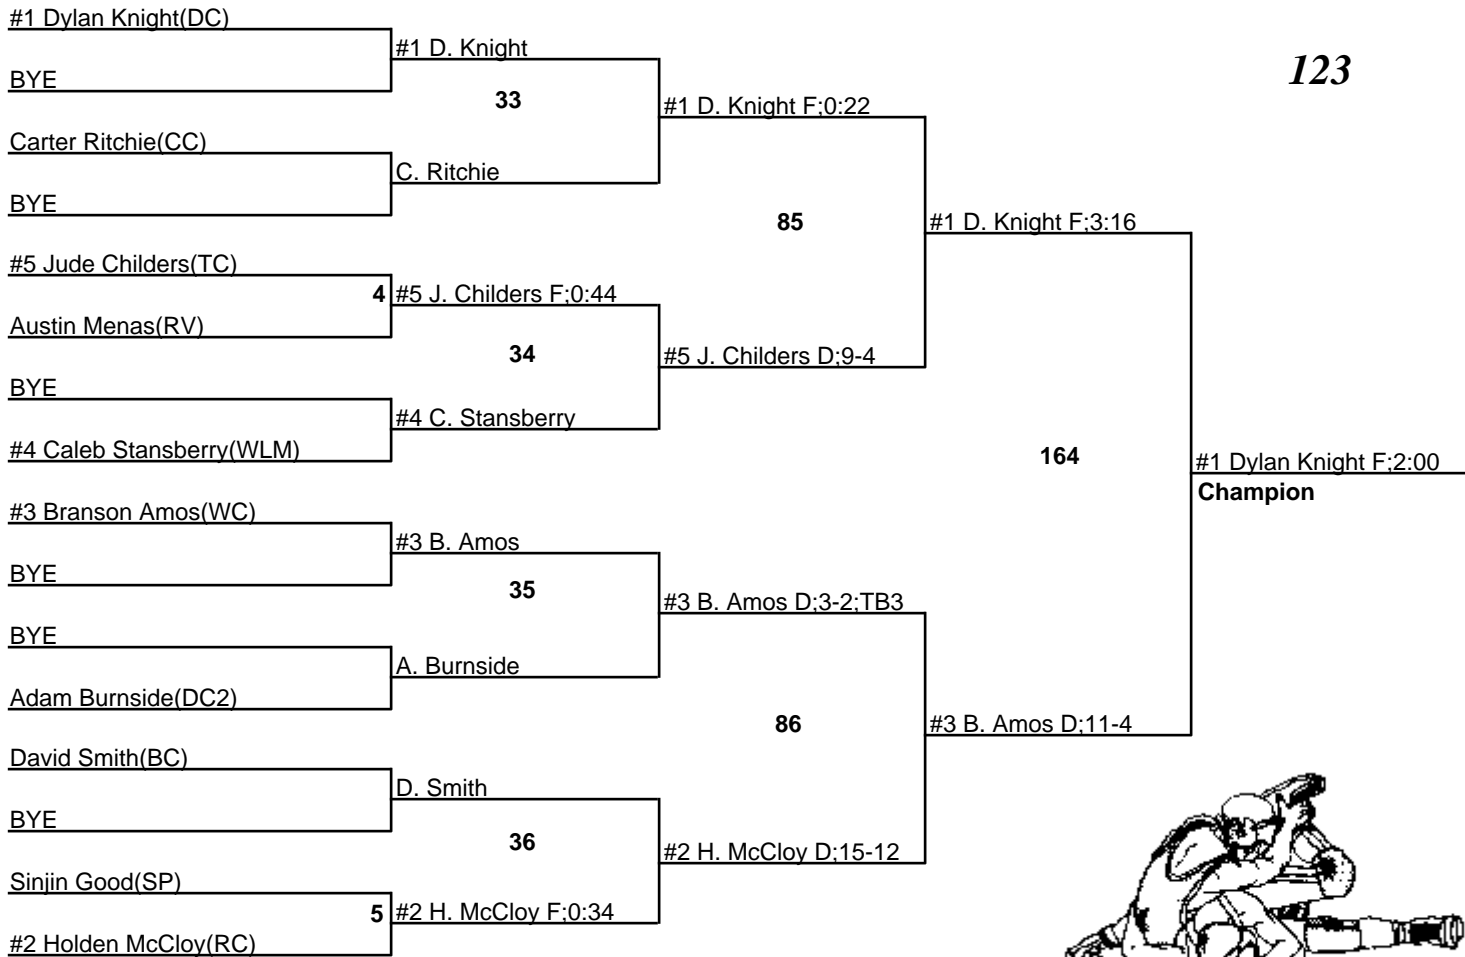 #1 Dylan Knight(DC)
BYE
Carter Ritchie(CC)
BYE
#5 Jude Childers(TC)
Austin Menas(RV)
BYE
#4 Caleb Stansberry(WLM)
#3 Branson Amos(WC)
BYE
BYE
Adam Burnside(DC2)
David Smith(BC)
BYE
Sinjin Good(SP)
#2 Holden McCloy(RC)
4
5
#1 D. Knight
C. Ritchie
#5 J. Childers F;0:44
#4 C. Stansberry
#3 B. Amos
A. Burnside
D. Smith
#2 H. McCloy F;0:34
33
34
35
36
#1 D. Knight F;0:22
#5 J. Childers D;9-4
#3 B. Amos D;3-2;TB3
#2 H. McCloy D;15-12
85
86
#1 D. Knight F;3:16
#3 B. Amos D;11-4
164
#1 Dylan Knight F;2:00
Champion
123